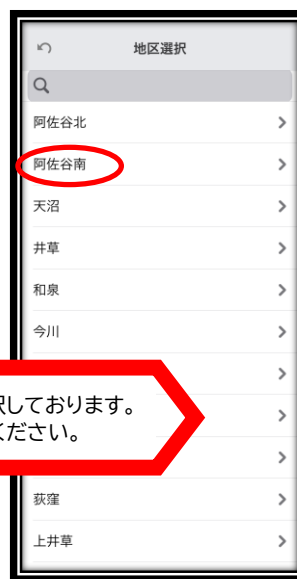 地区選択
阿佐谷北
阿佐谷南
天沼
井草
和泉
今川
しております。
ください。
荻窪
上井草